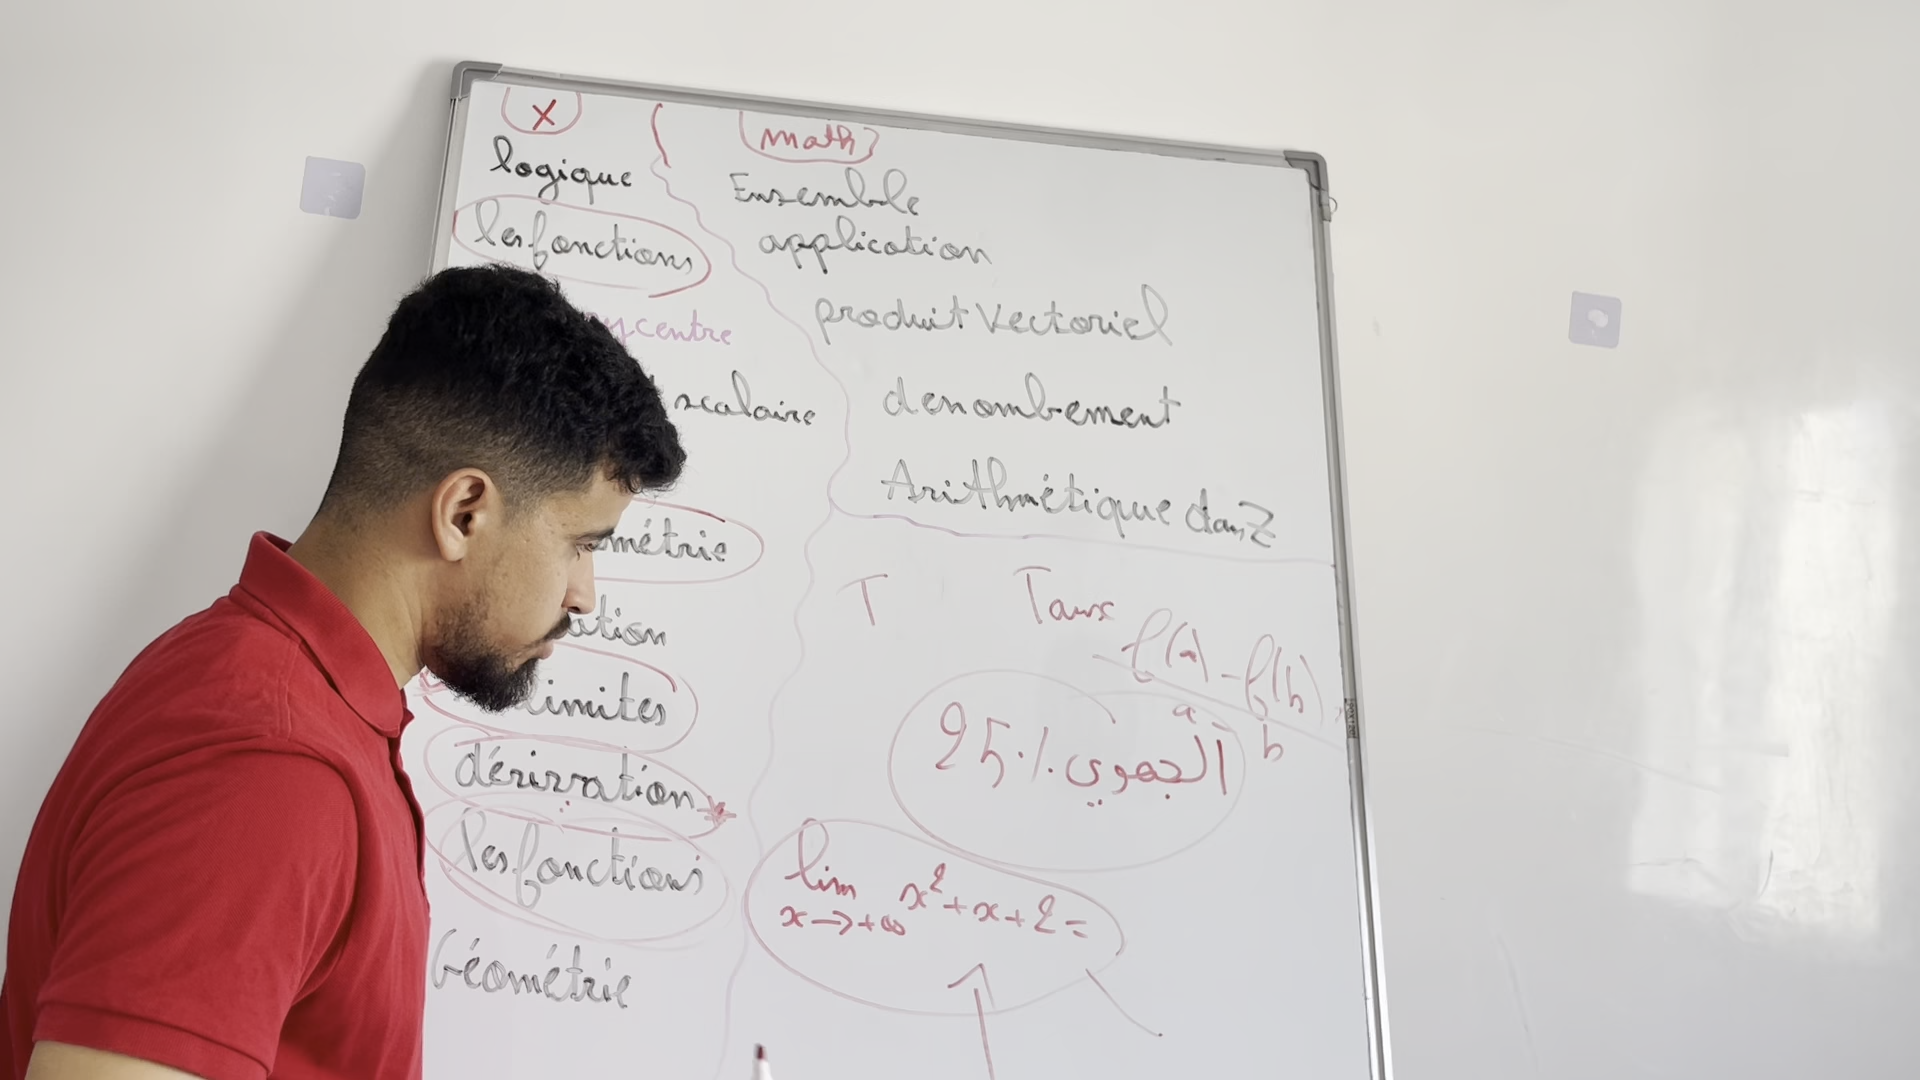 X
logique
les fonctions
ycentre
scalaire
métrie
ation
limites
dérivation
les fonctions
Géométrie
math
Ensemble
application
produit Vectoriel
denombement
Arithmétique dans Z
T
Taux
f(a) - f(b)
a - b
الجهوي 25%
lim x² + x + 2 =
x → +∞